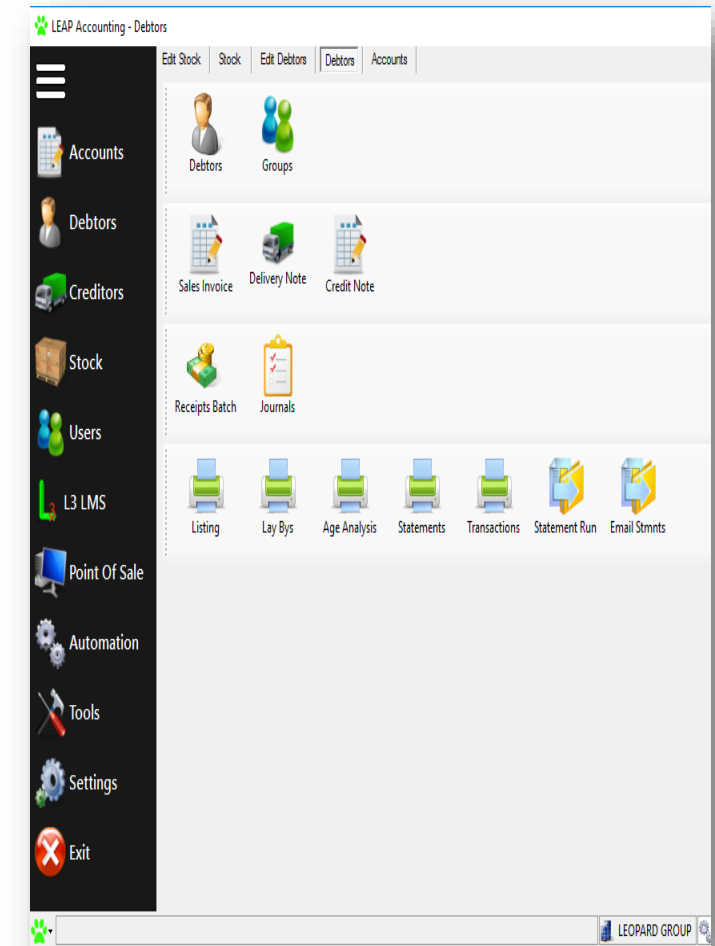 LEAP Accounting - Debtors
Edit Stock Stock Edit Debtors Debtors Accounts
Accounts
Debtors
Creditors
Stock
Users
L3 LMS
Point Of Sale
Automation
Tools
Settings
Exit
Debtors Groups
Sales Invoice Delivery Note Credit Note
Receipts Batch Journals
Listing Lay Bys Age Analysis Statements Transactions Statement Run Email Stmnts
LEOPARD GROUP